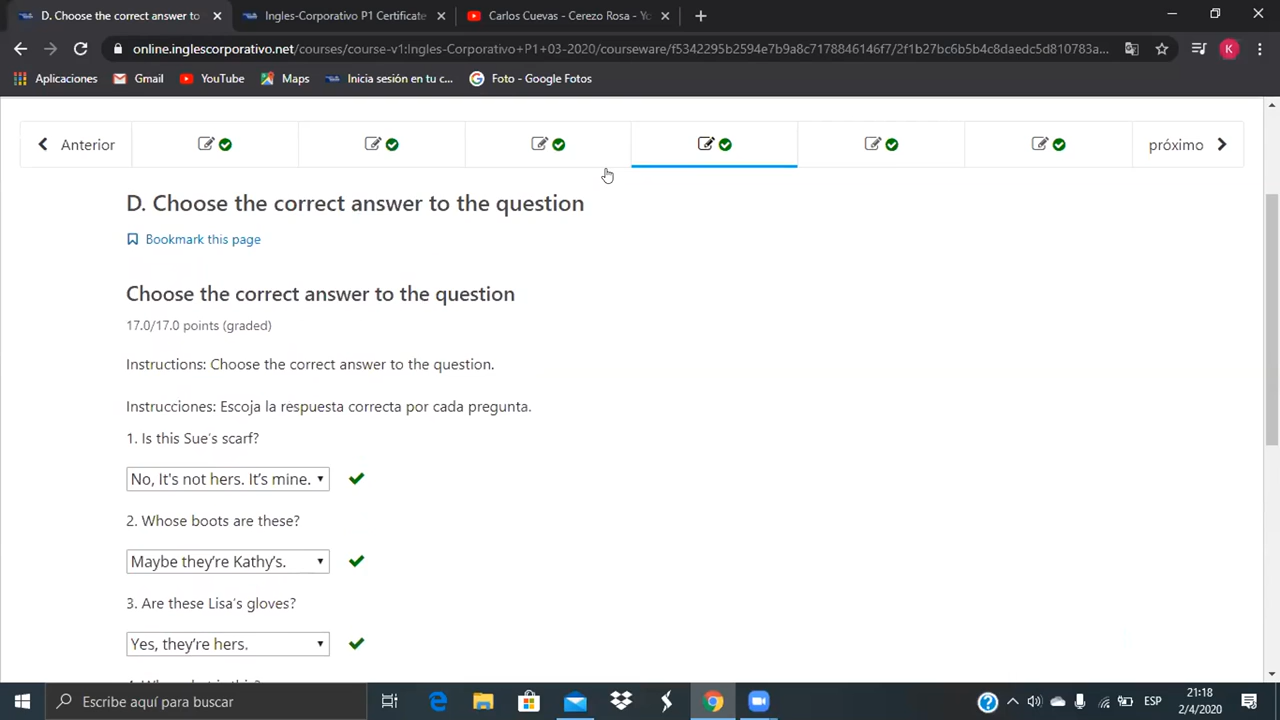 D. Choose the correct answer to
Ingles-Corporativo P1 Certificate
Carlos Cuevas - Cerezo Rosa - Yo
online.inglescorporativo.net/courses/course-v1:Ingles-Corporativo+P1+03-2020/courseware/f5342295b2594e7b9a8c7178846146f7/2f1b27bc6b5b4c8daedc5d810783a...
K
Aplicaciones
Gmail
YouTube
Maps
Inicia sesión en tu c...
Foto - Google Fotos
Anterior
próximo
D. Choose the correct answer to the question
Bookmark this page
Choose the correct answer to the question
17.0/17.0 points (graded)
Instructions: Choose the correct answer to the question.
Instrucciones: Escoja la respuesta correcta por cada pregunta.
1. Is this Sue´s scarf?
No, It's not hers. It’s mine.
2. Whose boots are these?
Maybe they’re Kathy’s.
3. Are these Lisa´s gloves?
Yes, they’re hers.
Escribe aquí para buscar
ESP
21:18
2/4/2020